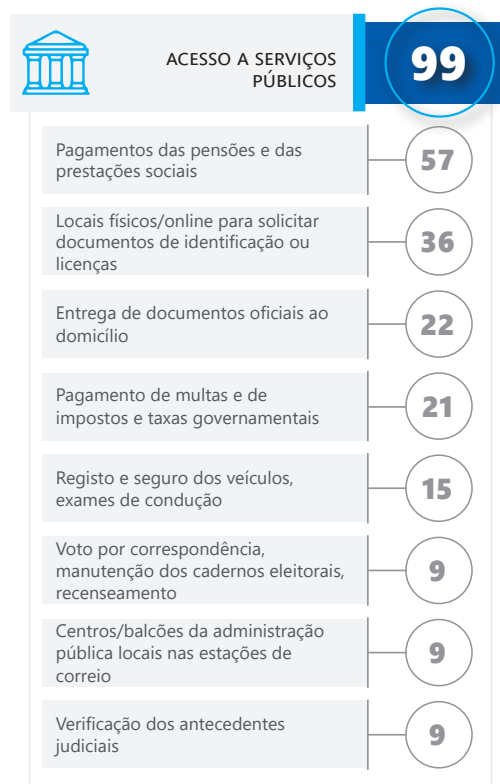 ACESSO A SERVIÇOS
PÚBLICOS
99
Pagamentos das pensões e das
prestações sociais
57
Locais físicos/online para solicitar
documentos de identificação ou
licenças
36
Entrega de documentos oficiais ao
domicílio
22
Pagamento de multas e de
impostos e taxas governamentais
21
Registo e seguro dos veículos,
exames de condução
15
Voto por correspondência,
manutenção dos cadernos eleitorais,
recenseamento
9
Centros/balcões da administração
pública locais nas estações de
correio
9
Verificação dos antecedentes
judiciais
9